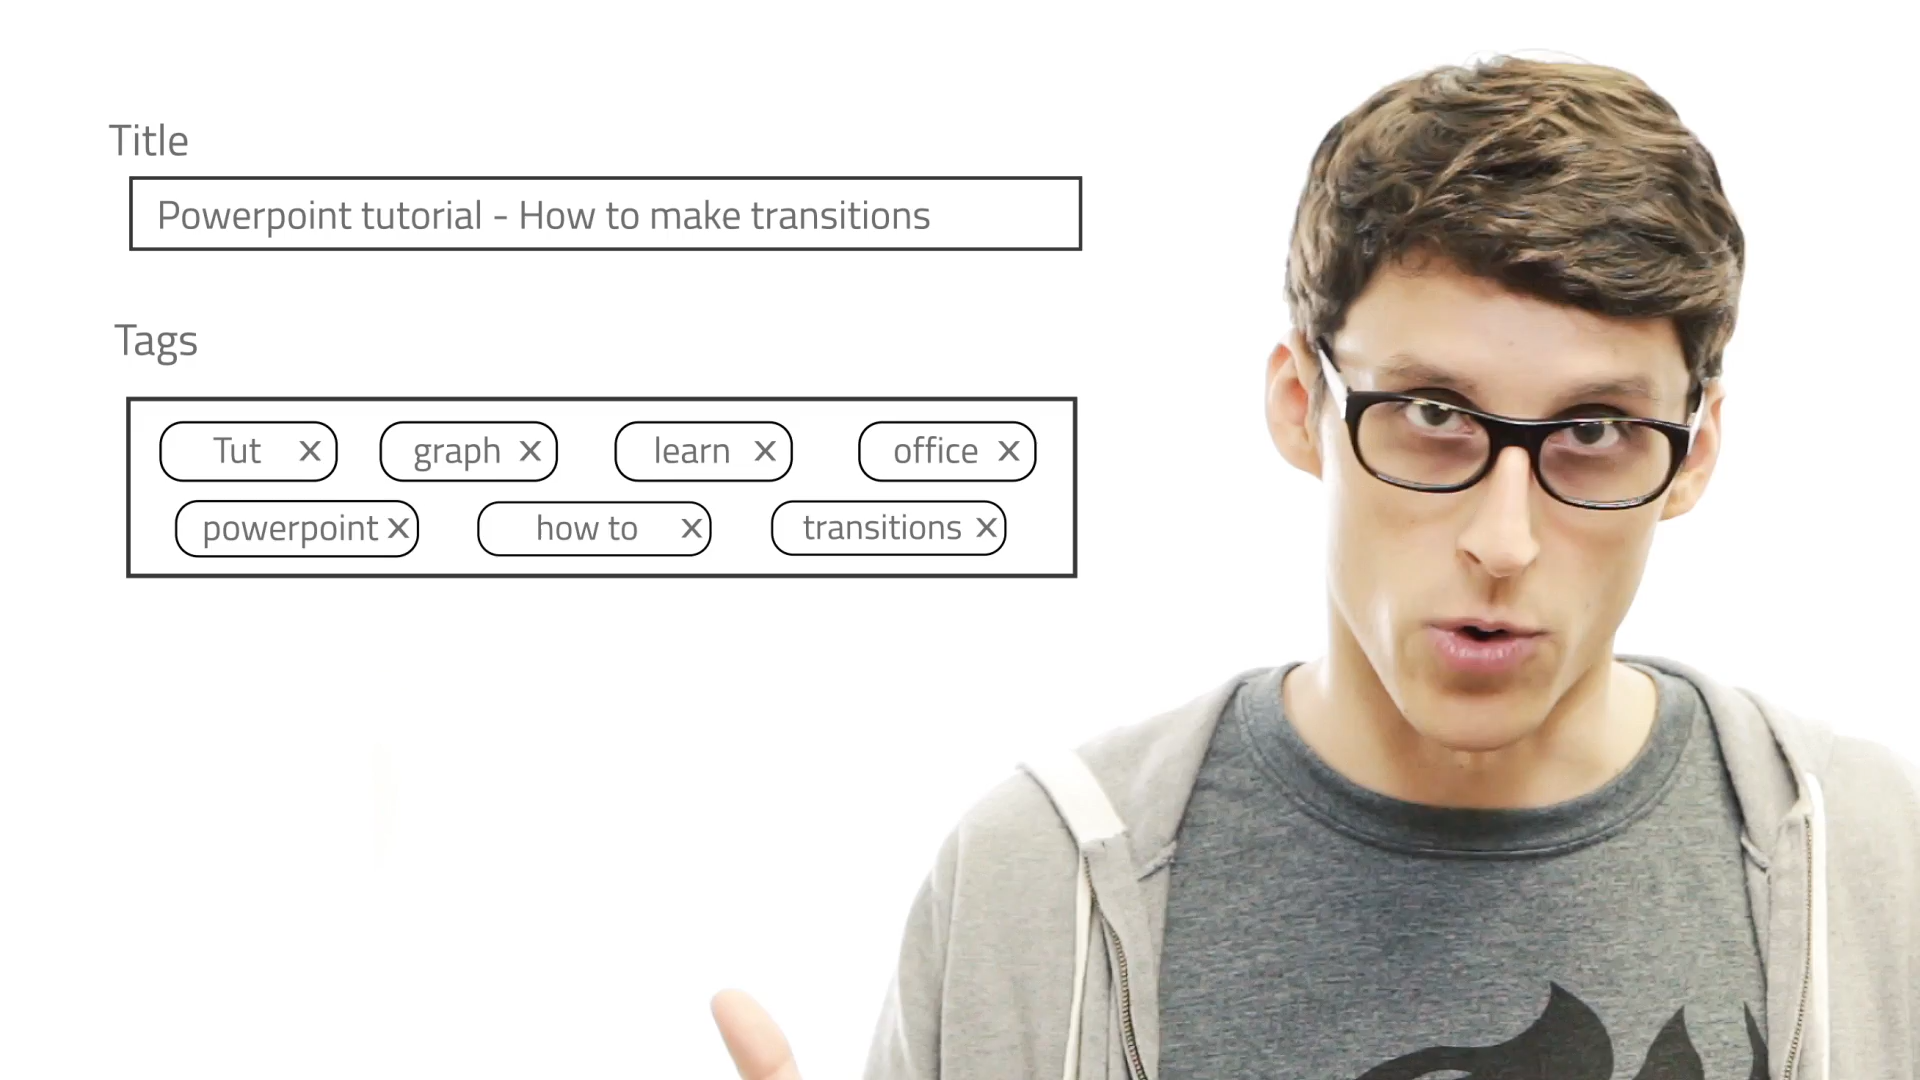 Title
Powerpoint tutorial - How to make transitions
Tags
Tut X graph X learn X office X
powerpoint X how to X transitions X